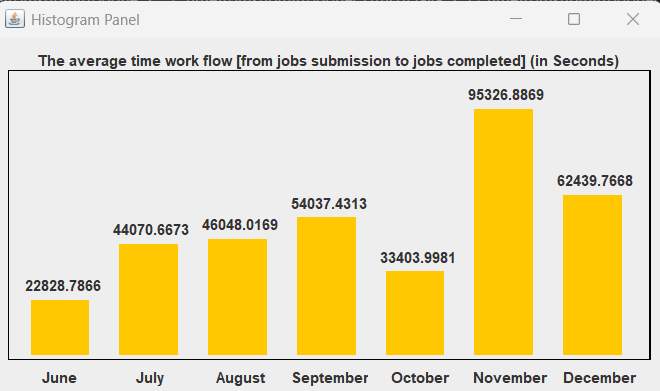 Histogram Panel
The average time work flow [from jobs submission to jobs completed] (in Seconds)
95326.8869
62439.7668
54037.4313
44070.6673
46048.0169
33403.9981
22828.7866
June July August September October November December